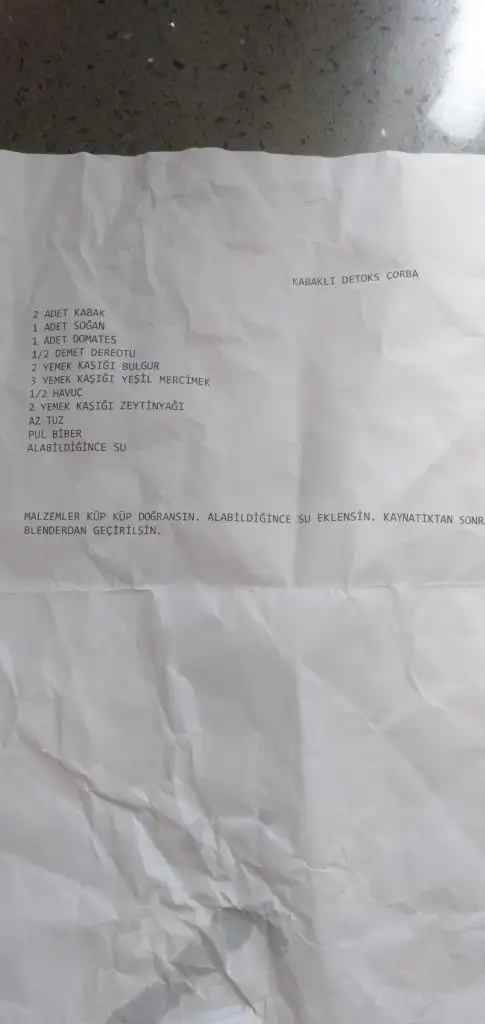 KABAKLI DETOKS ÇORBA
2 ADET KABAK
1 ADET SOĞAN
1 ADET DOMATES
1/2 DEMET DEREOTU
2 YEMEK KAŞIĞI BULGUR
3 YEMEK KAŞIĞI YEŞİL MERCİMEK
1/2 HAVUÇ
2 YEMEK KAŞIĞI ZEYTİNYAĞI
AZ TUZ
PUL BİBER
ALABİLDİĞİNCE SU
MALZEMLER KÜP KÜP DOĞRANSIN. ALABİLDİĞİNCE SU EKLENSİN. KAYNATIKTAN SONR
BLENDERDAN GEÇİRİLSİN.